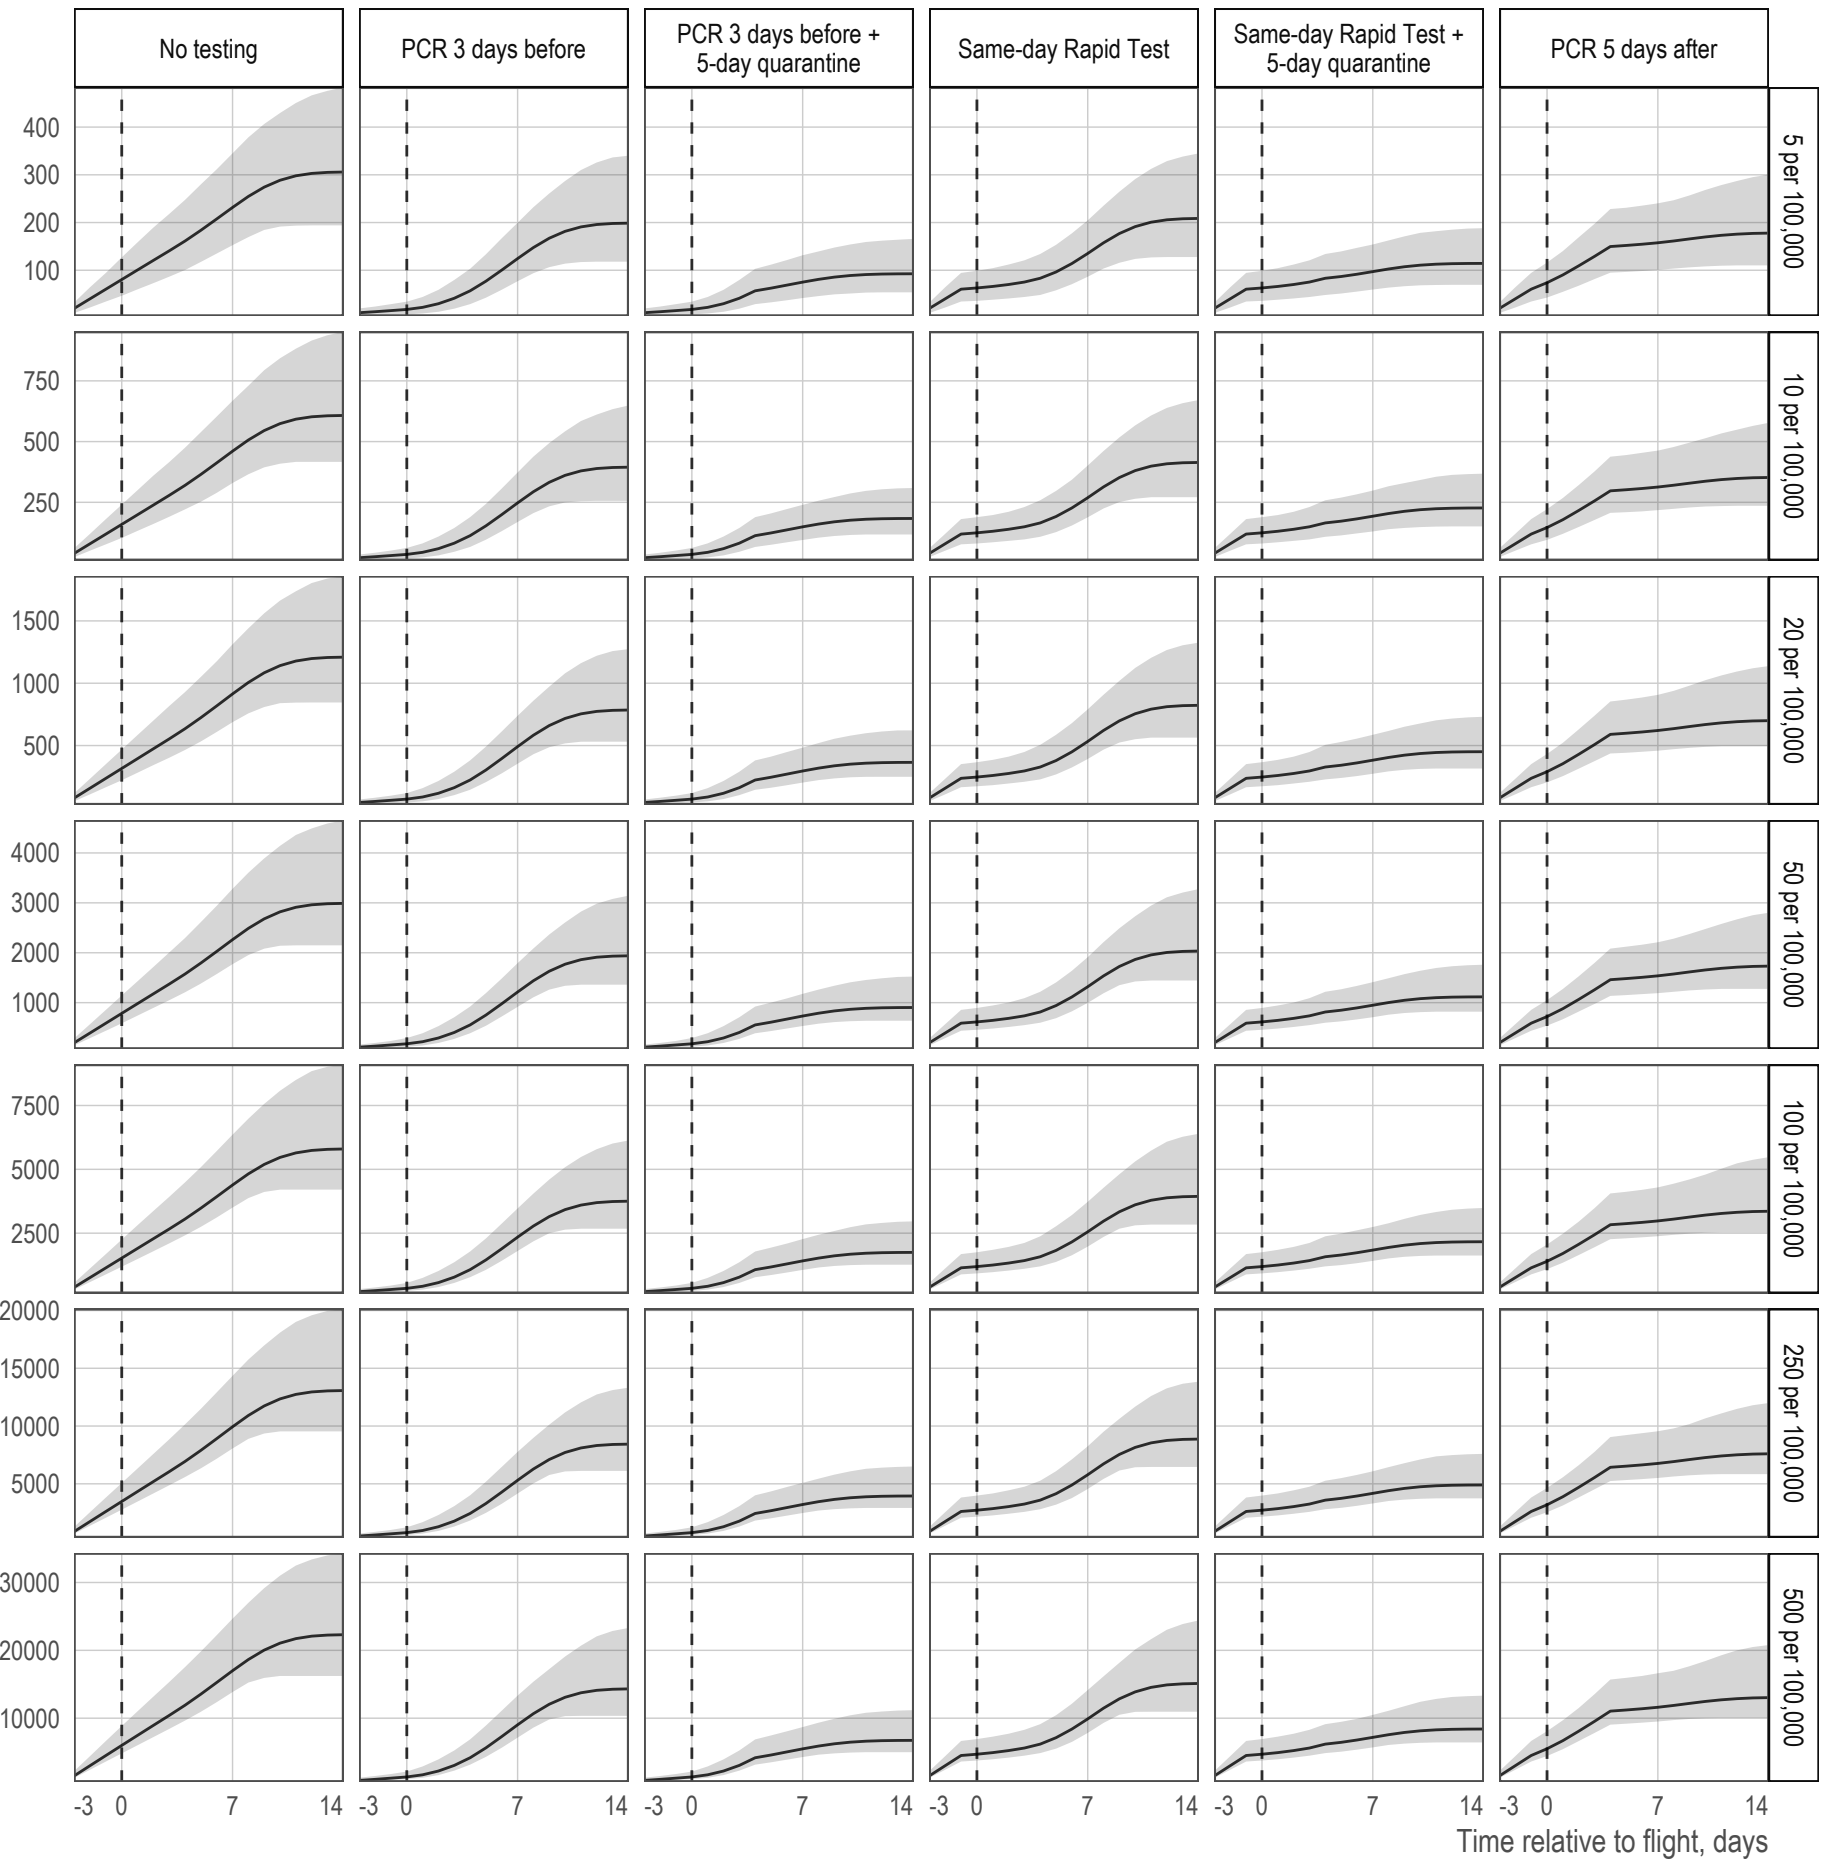 No testing
PCR 3 days before
PCR 3 days before +
5-day quarantine
Same-day Rapid Test
Same-day Rapid Test +
5-day quarantine
PCR 5 days after
400
300
200
100
5 per 100,000
750
500
250
10 per 100,000
1500
1000
500
20 per 100,000
4000
3000
2000
1000
50 per 100,000
7500
5000
2500
100 per 100,000
20000
15000
10000
5000
250 per 100,000
30000
20000
10000
500 per 100,000
-3 0 7 14 -3 0 7 14 -3 0 7 14 -3 0 7 14 -3 0 7 14 -3 0 7 14
Time relative to flight, days